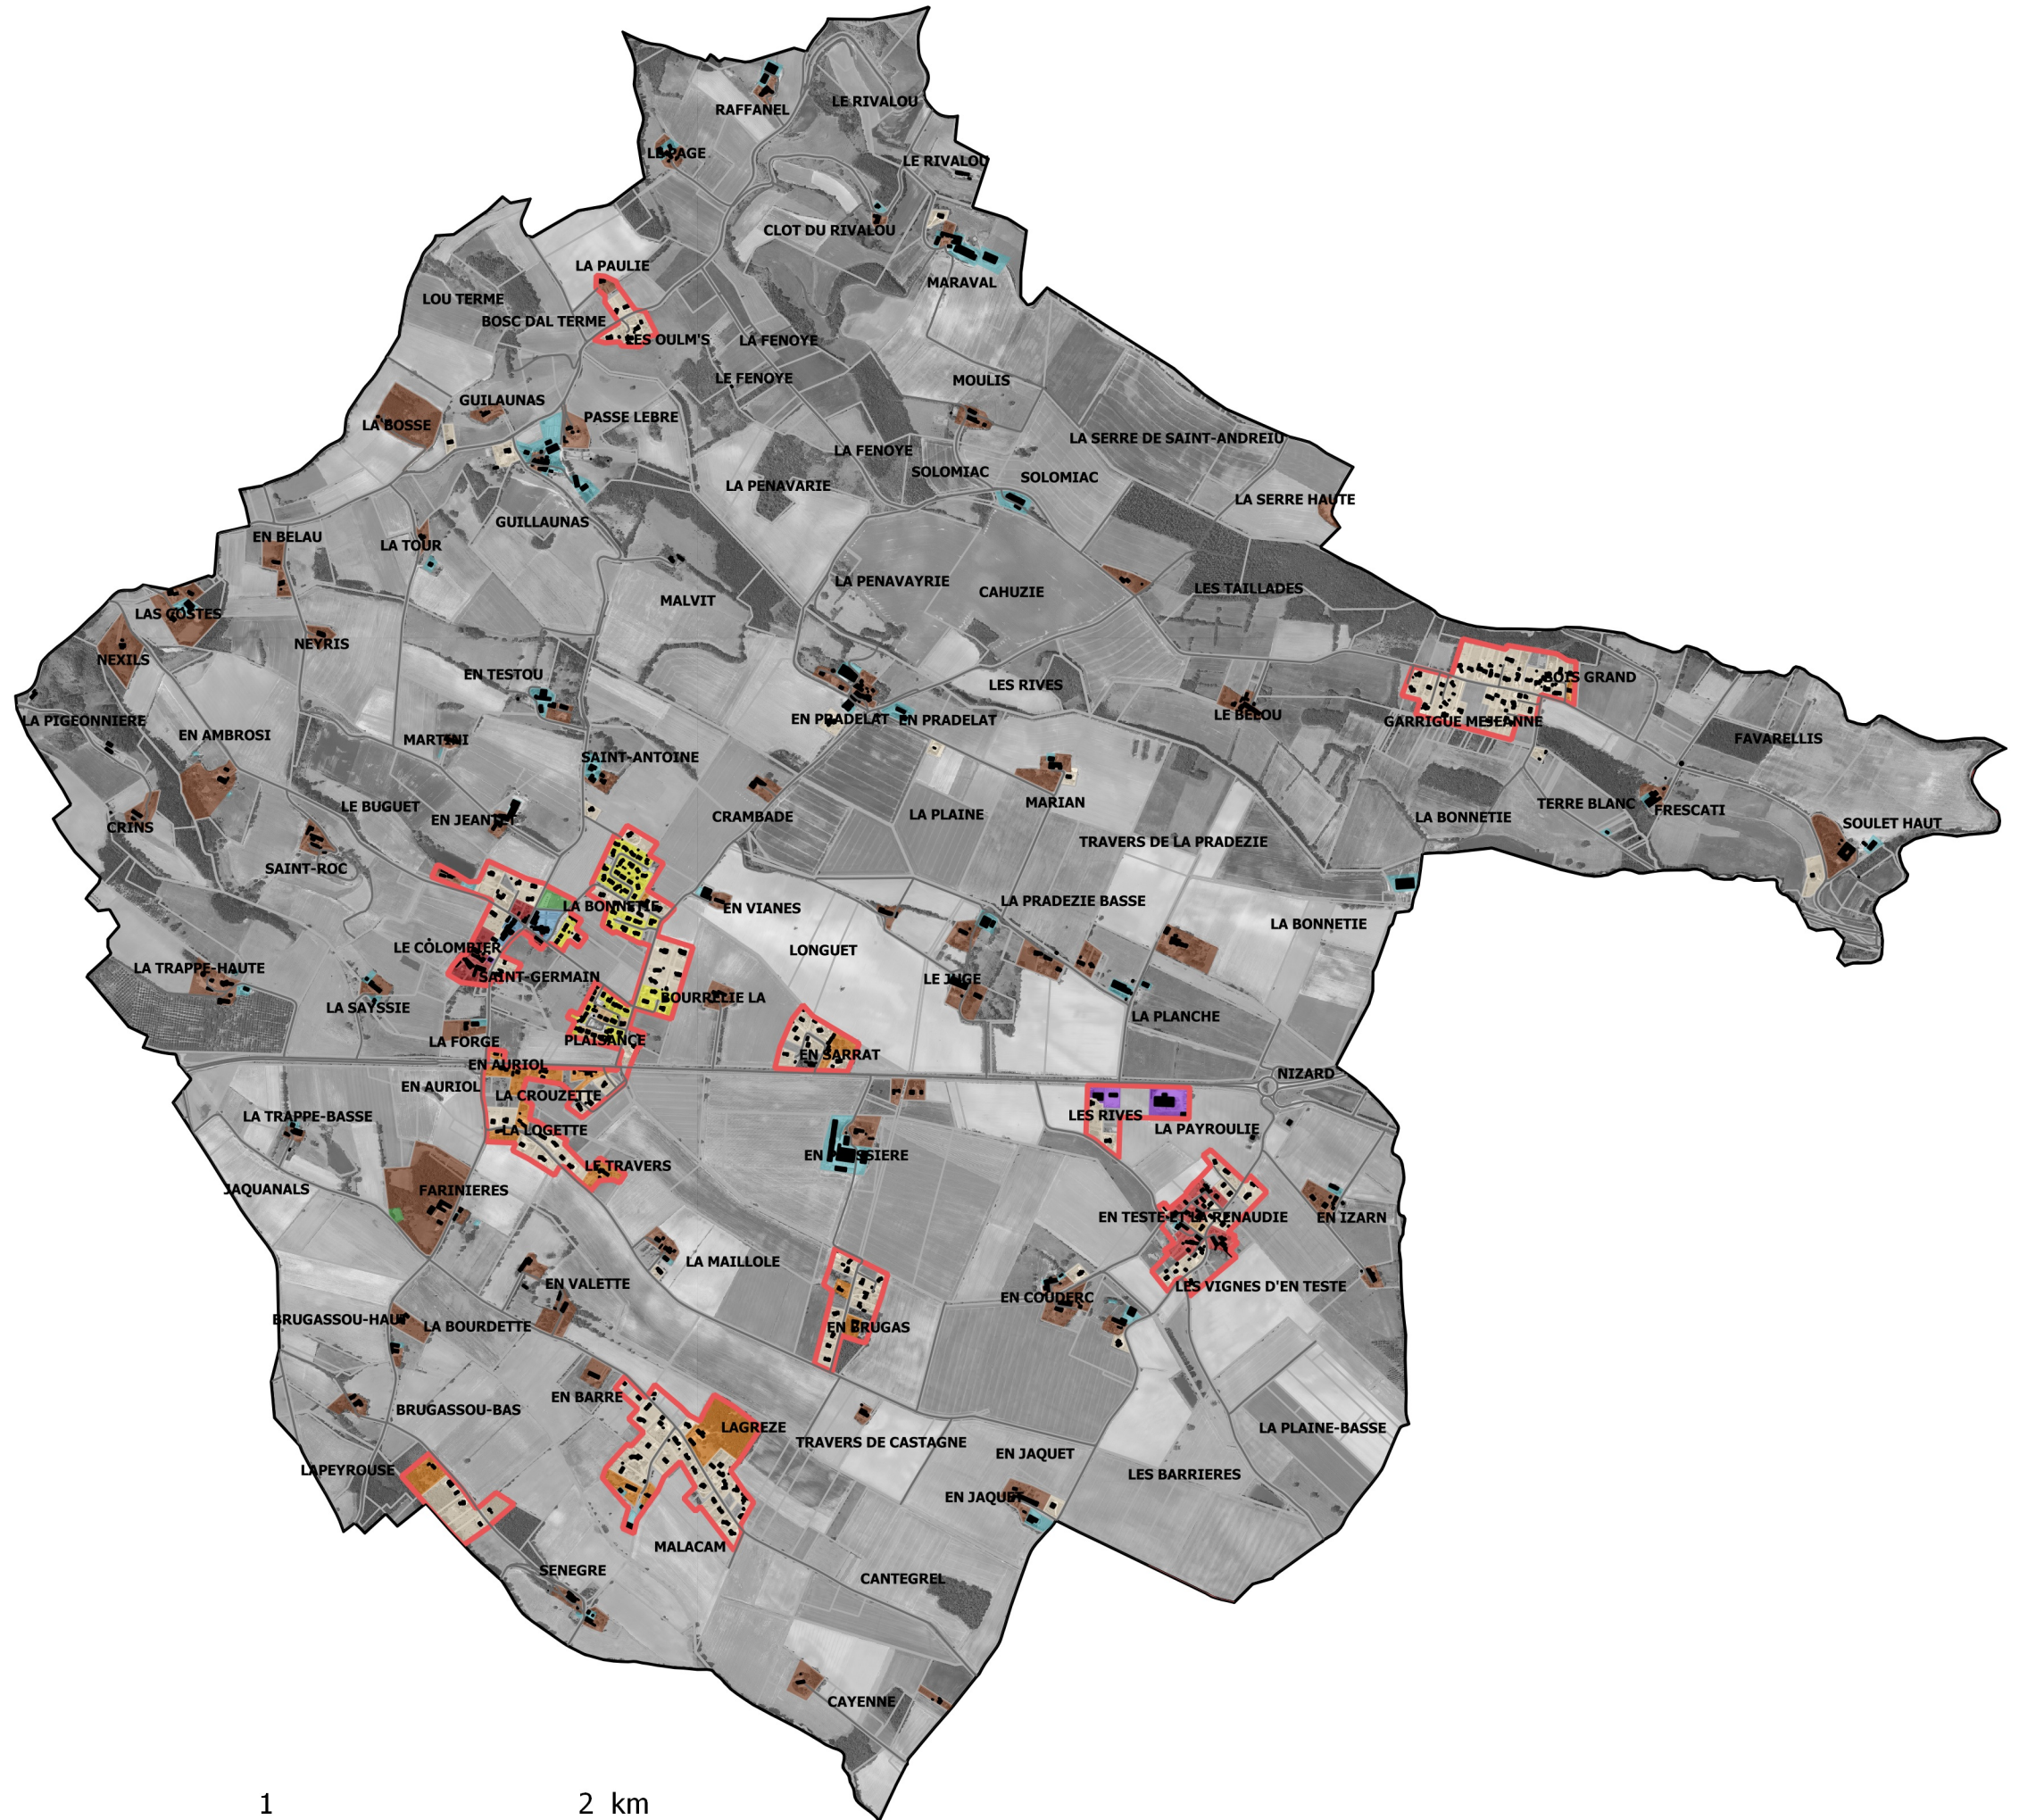 RAFFANEL
LE RIVALOU
LE PAGE
LE RIVALOU
CLOT DU RIVALOU
LA PAULIE
MARAVAL
LOU TERME
BOSC DAL TERME
LES OULM'S
LA FENOYE
LE FENOYE
MOULIS
GUILAUNAS
PASSE LEBRE
LA BOSSE
LA SERRE DE SAINT-ANDREIU
LA FENOYE
SOLOMIAC
SOLOMIAC
LA PENAVARIE
LA SERRE HAUTE
GUILLAUNAS
EN BELAU
LA TOUR
LA PENAVAYRIE
CAHUZIE
LES TAILLADES
MALVIT
LAS COSTES
NEYRIS
NEXILS
EN TESTOU
LES RIVES
BOIS GRAND
LE BELOU
EN PRADELAT
EN PRADELAT
LA PIGEONNIERE
GARRIGUE MESEANNE
EN AMBROSI
MARTINI
FAVARELLIS
SAINT-ANTOINE
MARIAN
TERRE BLANC
LE BUGUET
FRESCATI
CRAMBADE
LA PLAINE
LA BONNETIE
EN JEANTET
CRINS
SOULET HAUT
TRAVERS DE LA PRADEZIE
SAINT-ROC
LA PRADEZIE BASSE
LA BONNETIE
EN VIANES
LA BONNETIE
LE COLOMBIER
LONGUET
LA TRAPPE-HAUTE
SAINT-GERMAIN
LE JUGE
BOURRELIE LA
LA SAYSSIE
LA PLANCHE
LA FORGE
PLAISANCE
EN SARRAT
EN AURIOL
NIZARD
EN AURIOL
LA CROUZETTE
LA TRAPPE-BASSE
LES RIVES
LA LOGETTE
LA PAYROULIE
EN POUSSIERE
LE TRAVERS
JAQUANALS
FARINIERES
EN TESTE ET LA RENAUDIE
EN IZARN
LA MAILLOLE
EN VALETTE
LES VIGNES D'EN TESTE
EN COUDERC
BRUGASSOU-HAUT
LA BOURDETTE
EN BRUGAS
EN BARRE
BRUGASSOU-BAS
LAGREZE
LA PLAINE-BASSE
TRAVERS DE CASTAGNE
EN JAQUET
LAPEYROUSE
LES BARRIERES
EN JAQUET
MALACAM
SENEGRE
CANTEGREL
CAYENNE
1 2 km